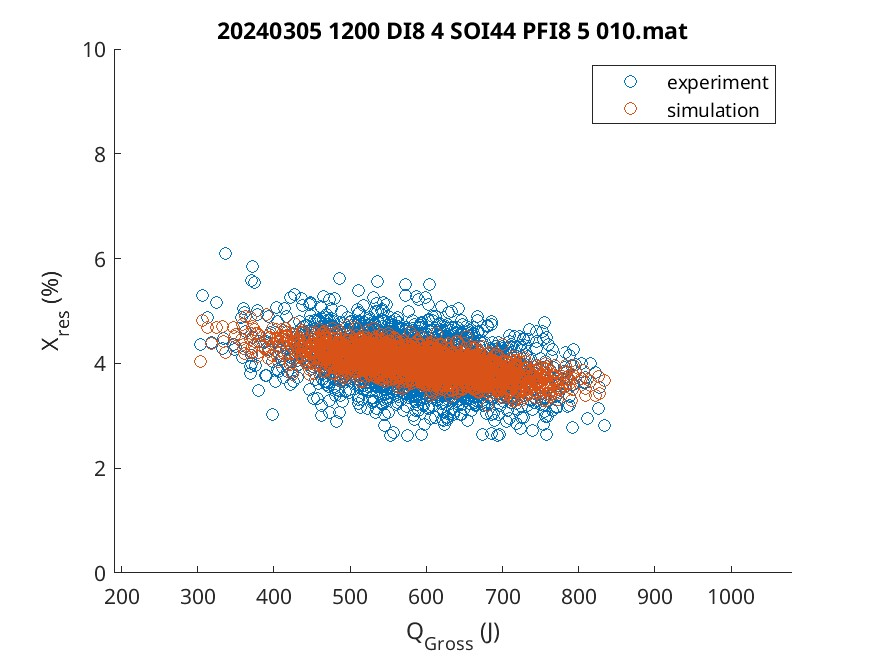 20240305 1200 DI8 4 SOI44 PFI8 5 010.mat
experiment
simulation
10
8
6
4
2
0
X_res (%)
200 300 400 500 600 700 800 900 1000
Q_Gross (J)